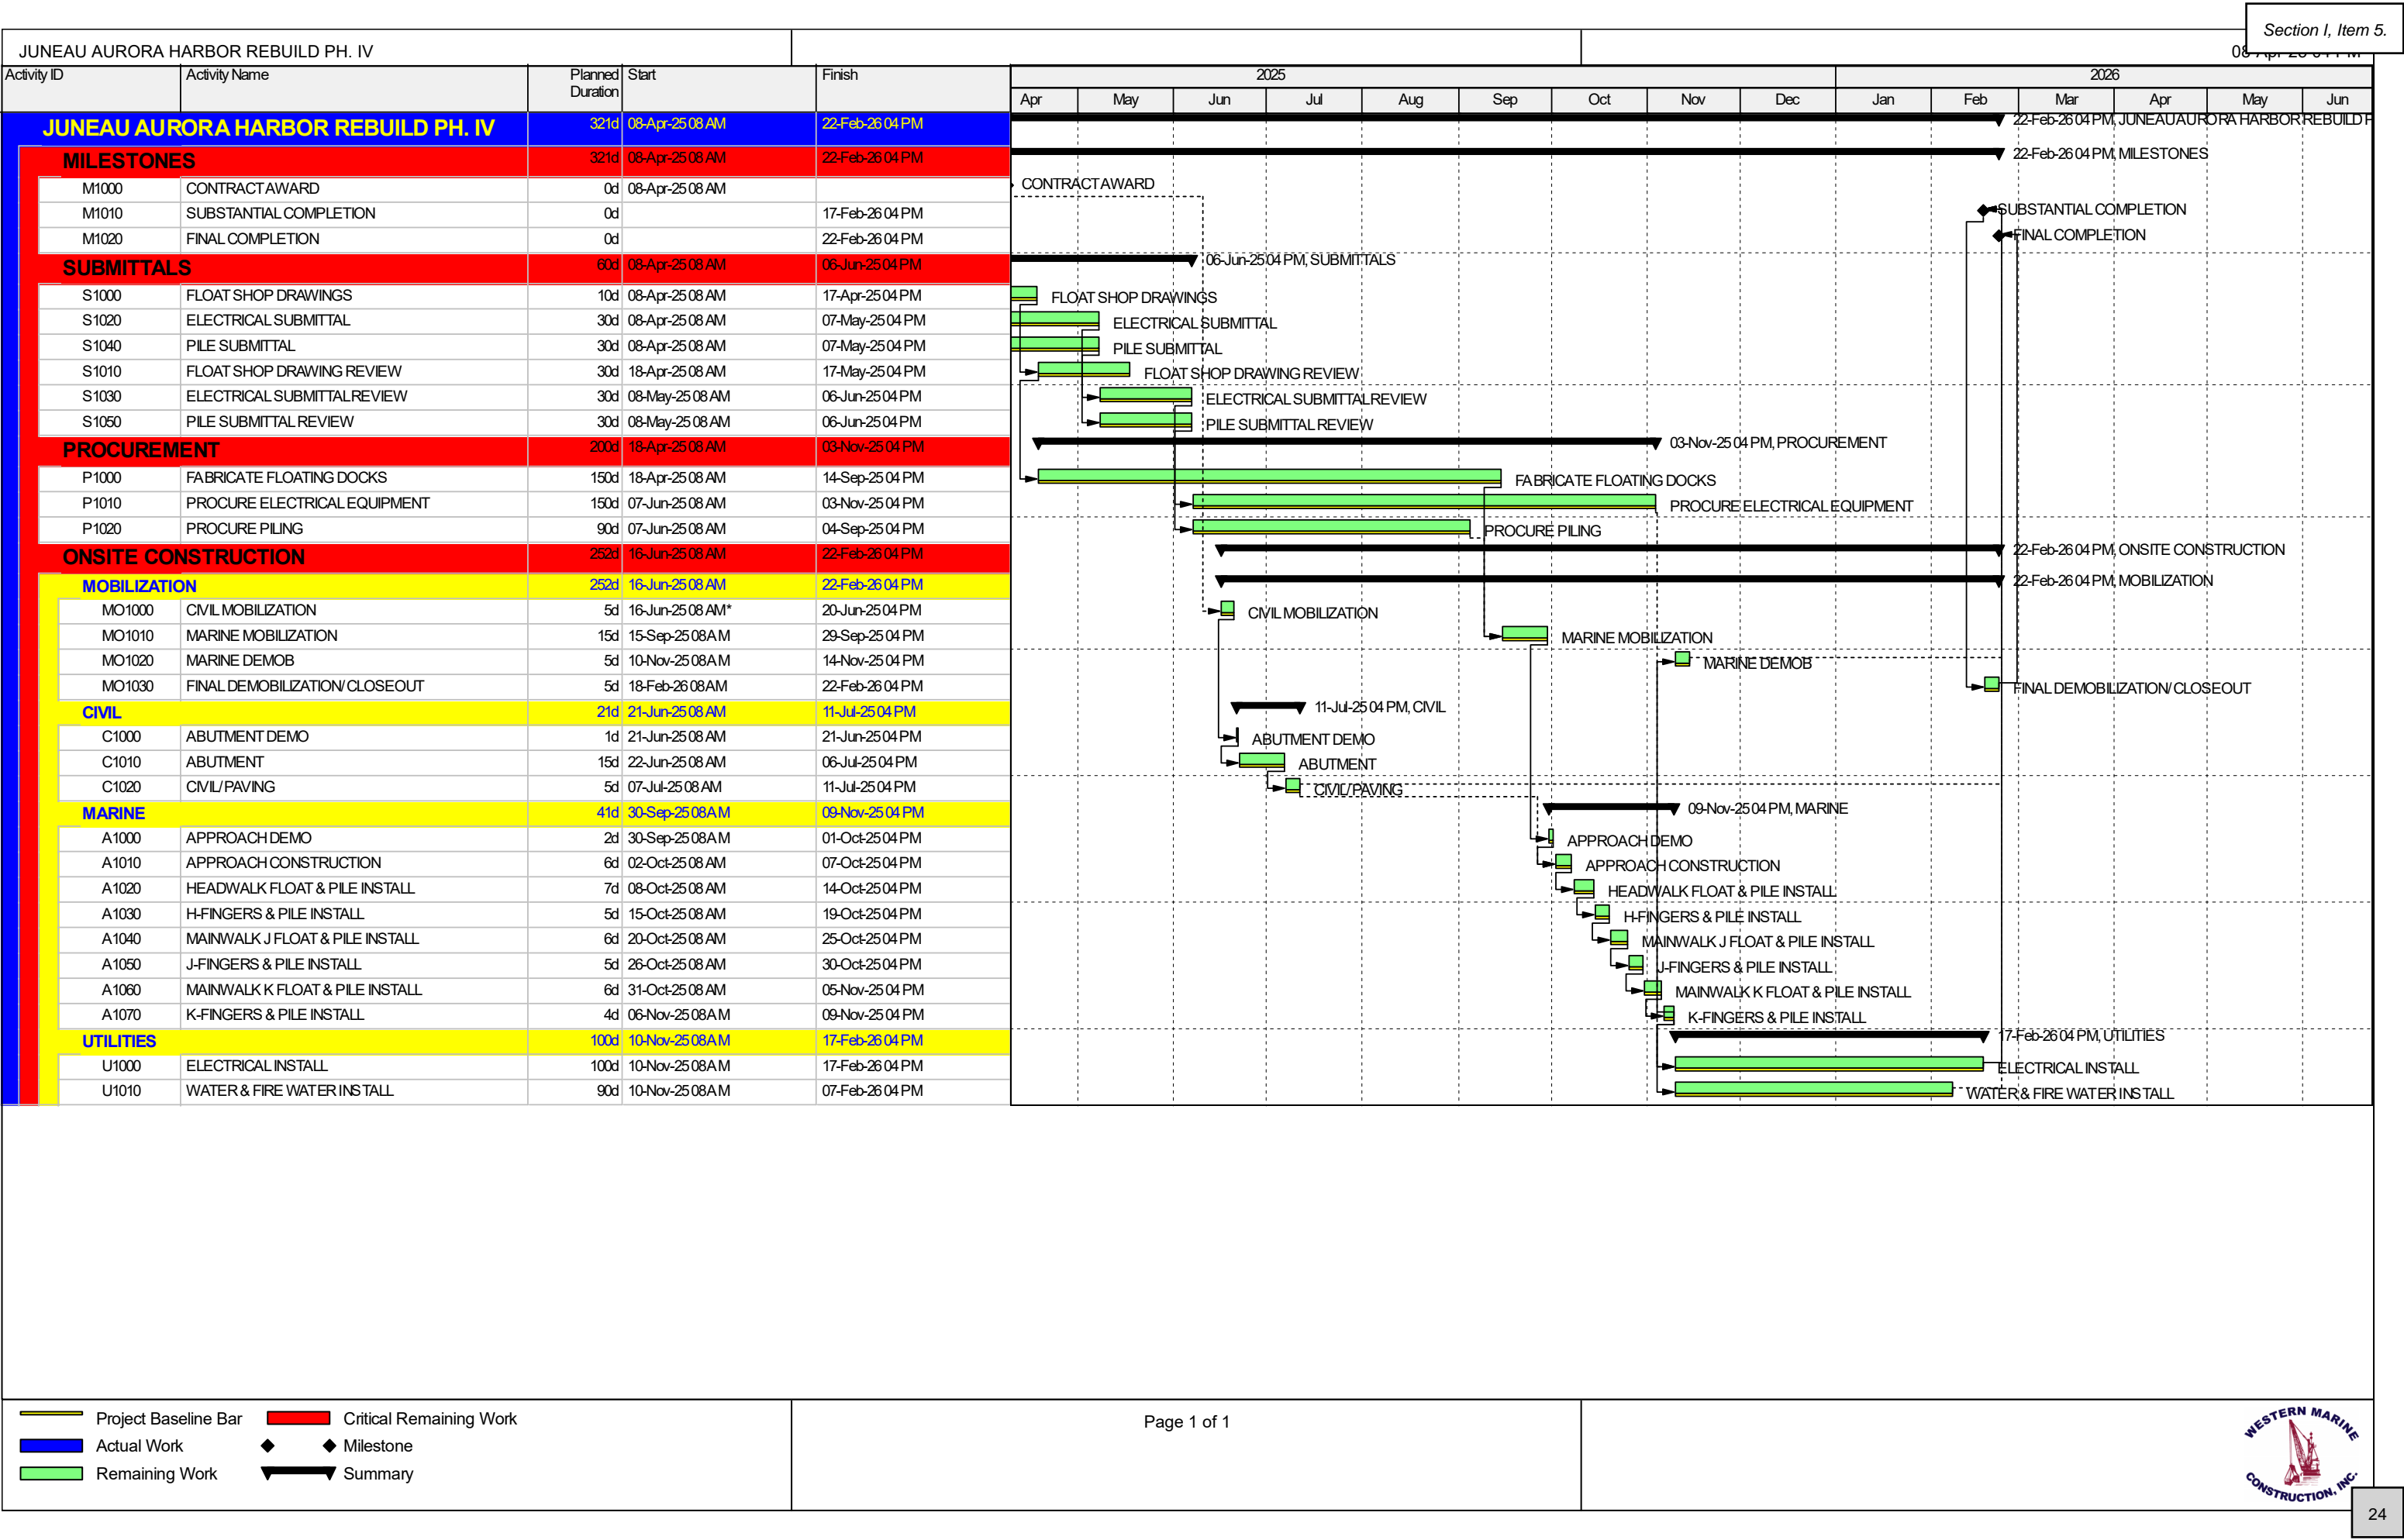 Section I, Item 5.
JUNEAU AURORA HARBOR REBUILD PH. IV
Activity ID Activity Name Planned Duration Start Finish 2025 2026
Apr May Jun Jul Aug Sep Oct Nov Dec Jan Feb Mar Apr May Jun
JUNEAU AURORA HARBOR REBUILD PH. IV 321d 08-Apr-25 08 AM 22-Feb-26 04 PM 22-Feb-26 04 PM, JUNEAU AURORA HARBOR REBUILD P
MILESTONES 321d 08-Apr-25 08 AM 22-Feb-26 04 PM 22-Feb-26 04 PM, MILESTONES
M1000 CONTRACT AWARD 0d 08-Apr-25 08 AM CONTRACT AWARD
M1010 SUBSTANTIAL COMPLETION 0d 17-Feb-26 04 PM SUBSTANTIAL COMPLETION
M1020 FINAL COMPLETION 0d 22-Feb-26 04 PM FINAL COMPLETION
SUBMITTALS 60d 08-Apr-25 08 AM 06-Jun-25 04 PM 06-Jun-25 04 PM, SUBMITTALS
S1000 FLOAT SHOP DRAWINGS 10d 08-Apr-25 08 AM 17-Apr-25 04 PM FLOAT SHOP DRAWINGS
S1020 ELECTRICAL SUBMITTAL 30d 08-Apr-25 08 AM 07-May-25 04 PM ELECTRICAL SUBMITTAL
S1040 PILE SUBMITTAL 30d 08-Apr-25 08 AM 07-May-25 04 PM PILE SUBMITTAL
S1010 FLOAT SHOP DRAWING REVIEW 30d 18-Apr-25 08 AM 17-May-25 04 PM FLOAT SHOP DRAWING REVIEW
S1030 ELECTRICAL SUBMITTAL REVIEW 30d 08-May-25 08 AM 06-Jun-25 04 PM ELECTRICAL SUBMITTAL REVIEW
S1050 PILE SUBMITTAL REVIEW 30d 08-May-25 08 AM 06-Jun-25 04 PM PILE SUBMITTAL REVIEW
PROCUREMENT 200d 18-Apr-25 08 AM 03-Nov-25 04 PM 03-Nov-25 04 PM, PROCUREMENT
P1000 FABRICATE FLOATING DOCKS 150d 18-Apr-25 08 AM 14-Sep-25 04 PM FABRICATE FLOATING DOCKS
P1010 PROCURE ELECTRICAL EQUIPMENT 150d 07-Jun-25 08 AM 03-Nov-25 04 PM PROCURE ELECTRICAL EQUIPMENT
P1020 PROCURE PILING 90d 07-Jun-25 08 AM 04-Sep-25 04 PM PROCURE PILING
ONSITE CONSTRUCTION 252d 16-Jun-25 08 AM 22-Feb-26 04 PM 22-Feb-26 04 PM, ONSITE CONSTRUCTION
MOBILIZATION 252d 16-Jun-25 08 AM 22-Feb-26 04 PM 22-Feb-26 04 PM, MOBILIZATION
MO1000 CIVIL MOBILIZATION 5d 16-Jun-25 08 AM* 20-Jun-25 04 PM CIVIL MOBILIZATION
MO1010 MARINE MOBILIZATION 15d 15-Sep-25 08 AM 29-Sep-25 04 PM MARINE MOBILIZATION
MO1020 MARINE DEMOB 5d 10-Nov-25 08 AM 14-Nov-25 04 PM MARINE DEMOB
MO1030 FINAL DEMOBILIZATION/ CLOSEOUT 5d 18-Feb-26 08 AM 22-Feb-26 04 PM FINAL DEMOBILIZATION/ CLOSEOUT
CIVIL 21d 21-Jun-25 08 AM 11-Jul-25 04 PM 11-Jul-25 04 PM, CIVIL
C1000 ABUTMENT DEMO 1d 21-Jun-25 08 AM 21-Jun-25 04 PM ABUTMENT DEMO
C1010 ABUTMENT 15d 22-Jun-25 08 AM 06-Jul-25 04 PM ABUTMENT
C1020 CIVIL/ PAVING 5d 07-Jul-25 08 AM 11-Jul-25 04 PM CIVIL/ PAVING
MARINE 41d 30-Sep-25 08 AM 09-Nov-25 04 PM 09-Nov-25 04 PM, MARINE
A1000 APPROACH DEMO 2d 30-Sep-25 08 AM 01-Oct-25 04 PM APPROACH DEMO
A1010 APPROACH CONSTRUCTION 6d 02-Oct-25 08 AM 07-Oct-25 04 PM APPROACH CONSTRUCTION
A1020 HEADWALK FLOAT & PILE INSTALL 7d 08-Oct-25 08 AM 14-Oct-25 04 PM HEADWALK FLOAT & PILE INSTALL
A1030 H-FINGERS & PILE INSTALL 5d 15-Oct-25 08 AM 19-Oct-25 04 PM H-FINGERS & PILE INSTALL
A1040 MAINWALK J FLOAT & PILE INSTALL 6d 20-Oct-25 08 AM 25-Oct-25 04 PM MAINWALK J FLOAT & PILE INSTALL
A1050 J-FINGERS & PILE INSTALL 5d 26-Oct-25 08 AM 30-Oct-25 04 PM J-FINGERS & PILE INSTALL
A1060 MAINWALK K FLOAT & PILE INSTALL 6d 31-Oct-25 08 AM 05-Nov-25 04 PM MAINWALK K FLOAT & PILE INSTALL
A1070 K-FINGERS & PILE INSTALL 4d 06-Nov-25 08 AM 09-Nov-25 04 PM K-FINGERS & PILE INSTALL
UTILITIES 100d 10-Nov-25 08 AM 17-Feb-26 04 PM 17-Feb-26 04 PM, UTILITIES
U1000 ELECTRICAL INSTALL 100d 10-Nov-25 08 AM 17-Feb-26 04 PM ELECTRICAL INSTALL
U1010 WATER & FIRE WATER INSTALL 90d 10-Nov-25 08 AM 07-Feb-26 04 PM WATER & FIRE WATER INSTALL
Project Baseline Bar Critical Remaining Work
Actual Work Milestone
Remaining Work Summary
Page 1 of 1
WESTERN MARINE
CONSTRUCTION, INC.
24